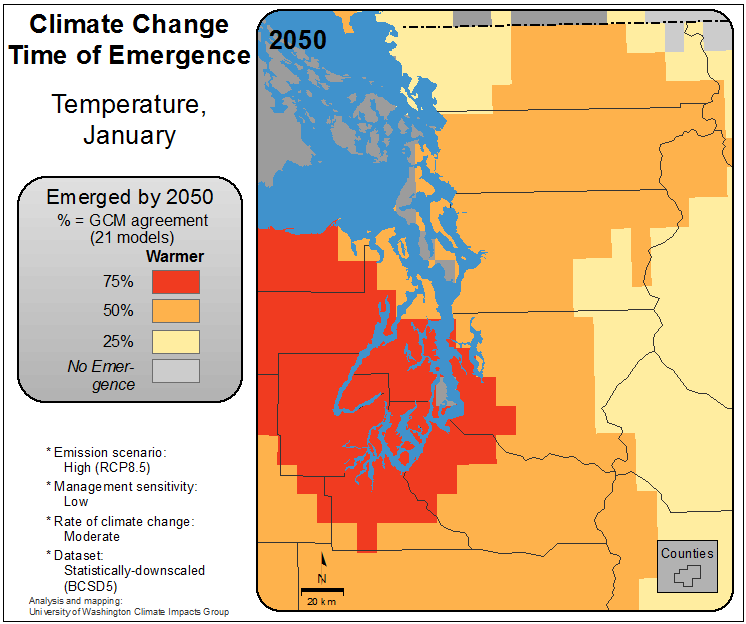 Climate Change
Time of Emergence
Temperature,
January
Emerged by 2050
% = GCM agreement
(21 models)
Warmer
75%
50%
25%
No Emer-
gence
* Emission scenario:
High (RCP8.5)
* Management sensitivity:
Low
* Rate of climate change:
Moderate
* Dataset:
Statistically-downscaled
(BCSD5)
Analysis and mapping:
University of Washington Climate Impacts Group
2050
N
20 km
Counties